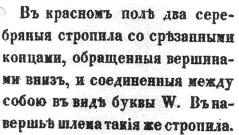 Въ красномъ полѣ два сере-
бряныя стропила со срѣзанными
концами, обращенныя вершина-
ми внизъ, и соединенныя между
собою въ видѣ буквы W. Въ на-
вершьѣ шлема такія же стропила.